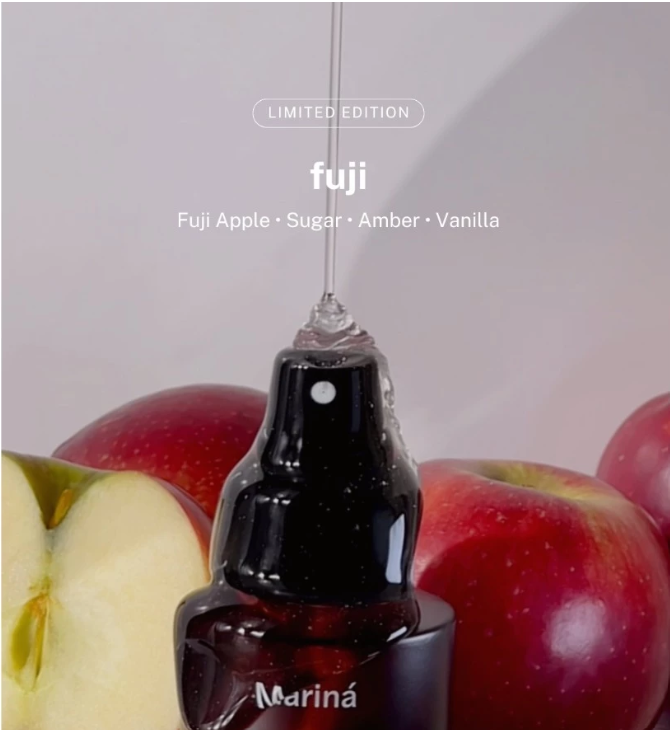 LIMITED EDITION
fuji
Fuji Apple • Sugar • Amber • Vanilla
Mariná